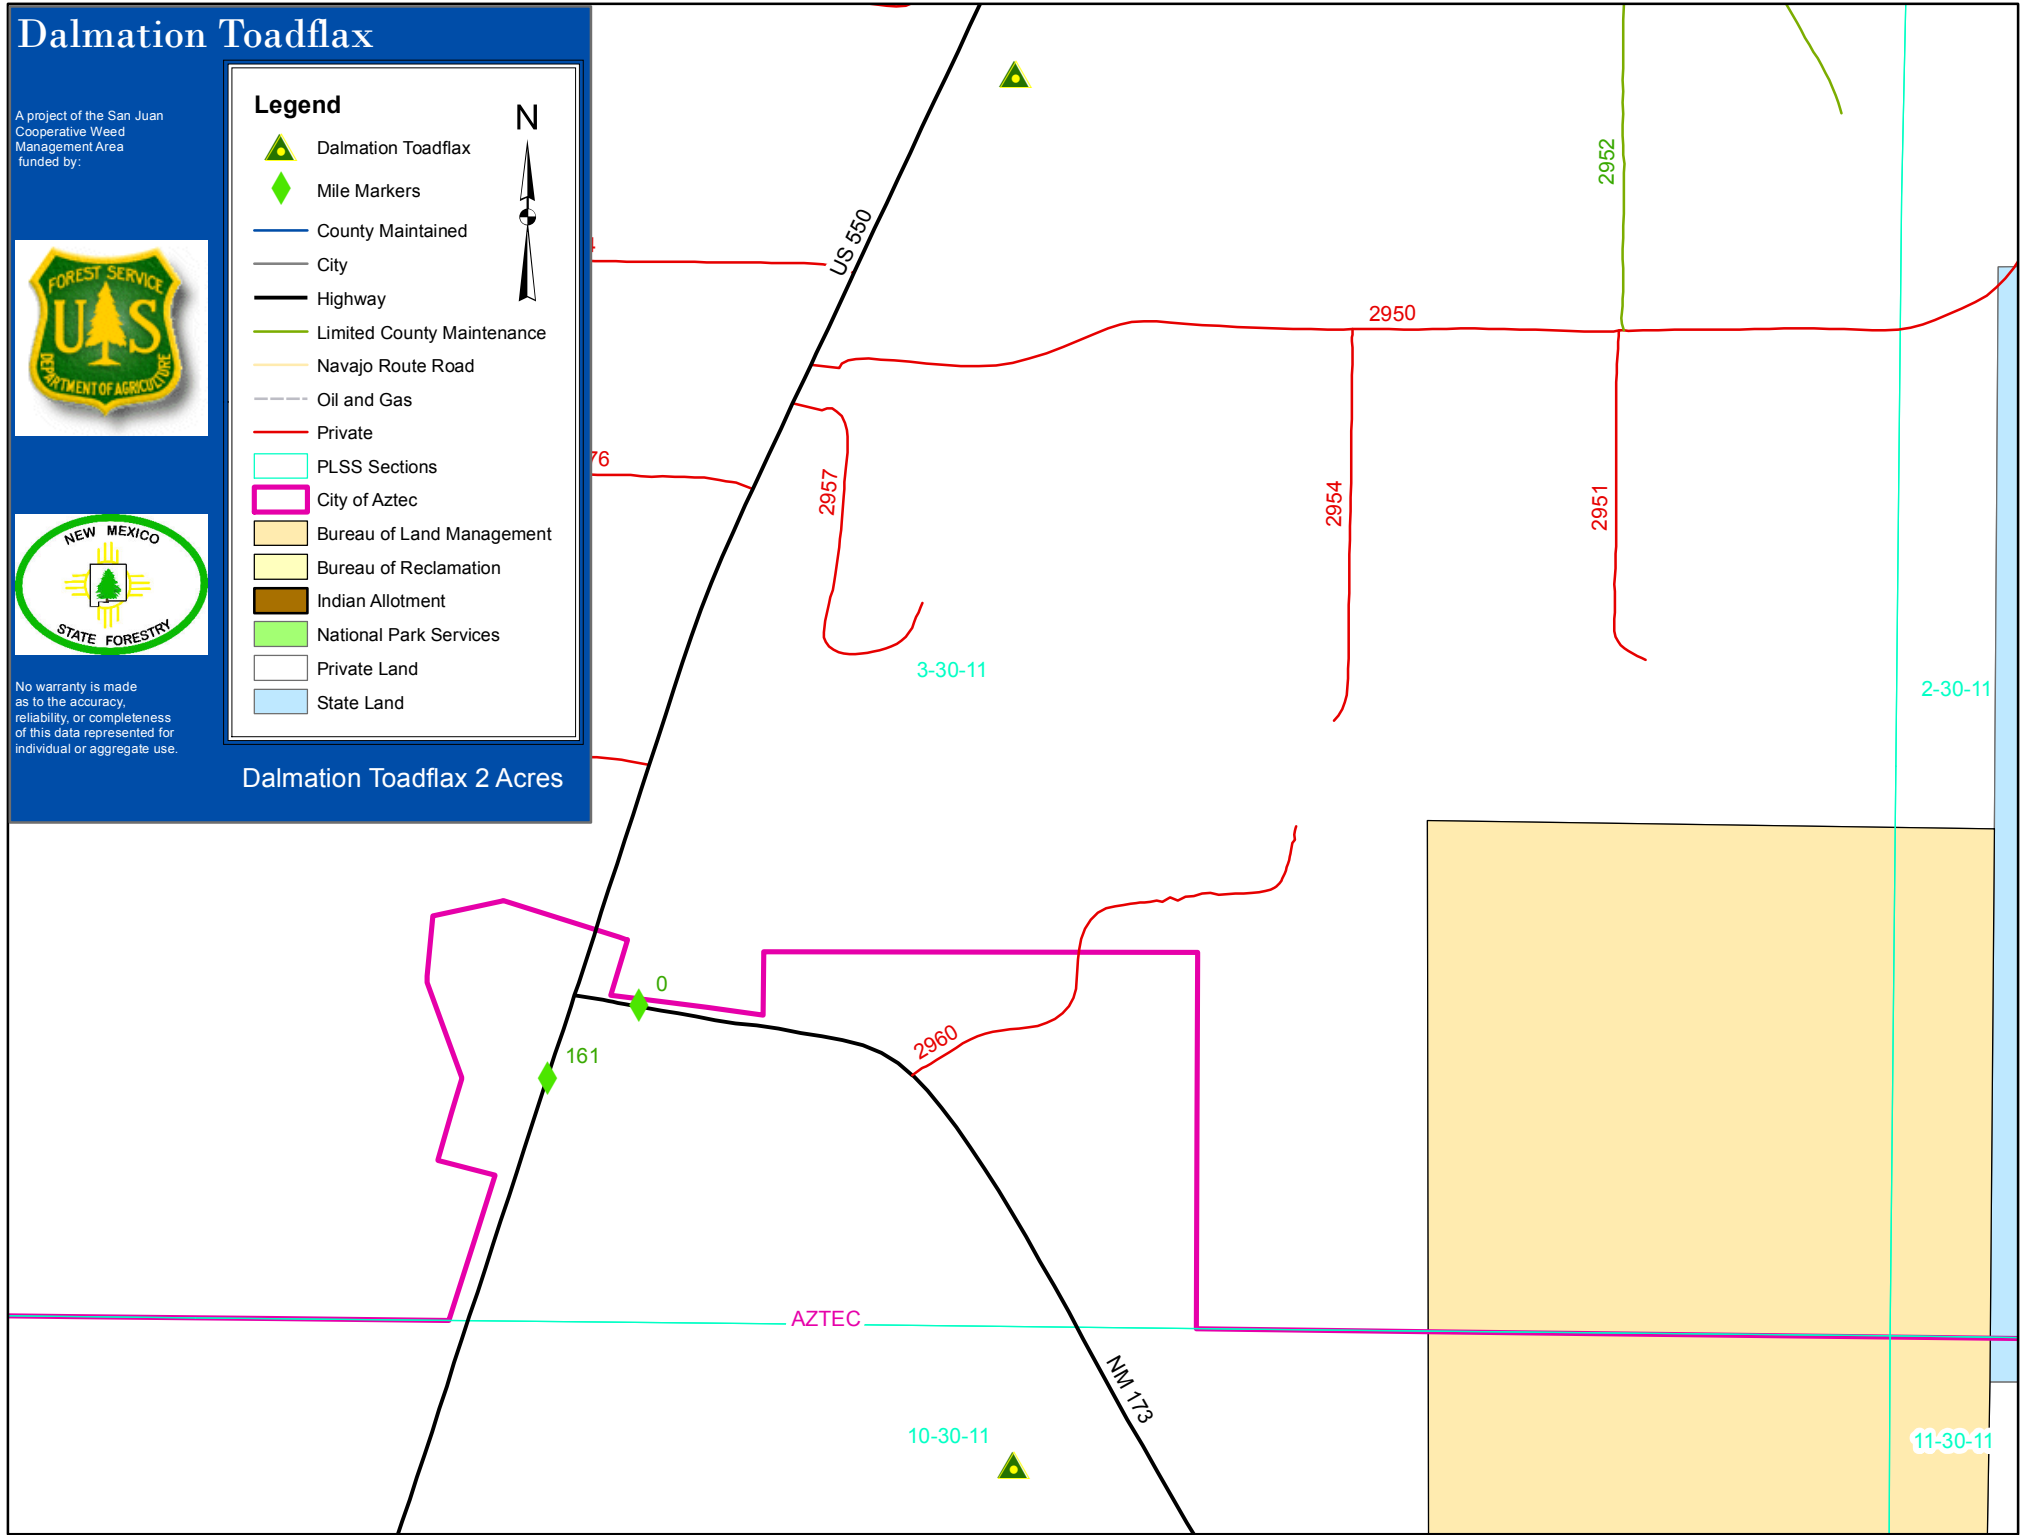 Dalmation Toadflax
A project of the San Juan
Cooperative Weed
Management Area
funded by:
FOREST SERVICE
US
DEPARTMENT OF AGRICULTURE
NEW MEXICO
STATE FORESTRY
No warranty is made
as to the accuracy,
reliability, or completeness
of this data represented for
individual or aggregate use.
Legend
N
Dalmation Toadflax
Mile Markers
County Maintained
City
Highway
Limited County Maintenance
Navajo Route Road
Oil and Gas
Private
PLSS Sections
City of Aztec
Bureau of Land Management
Bureau of Reclamation
Indian Allotment
National Park Services
Private Land
State Land
Dalmation Toadflax 2 Acres
US 550
2952
2950
76
2957
2954
2951
3-30-11
2-30-11
0
161
2960
AZTEC
NM 173
10-30-11
11-30-11